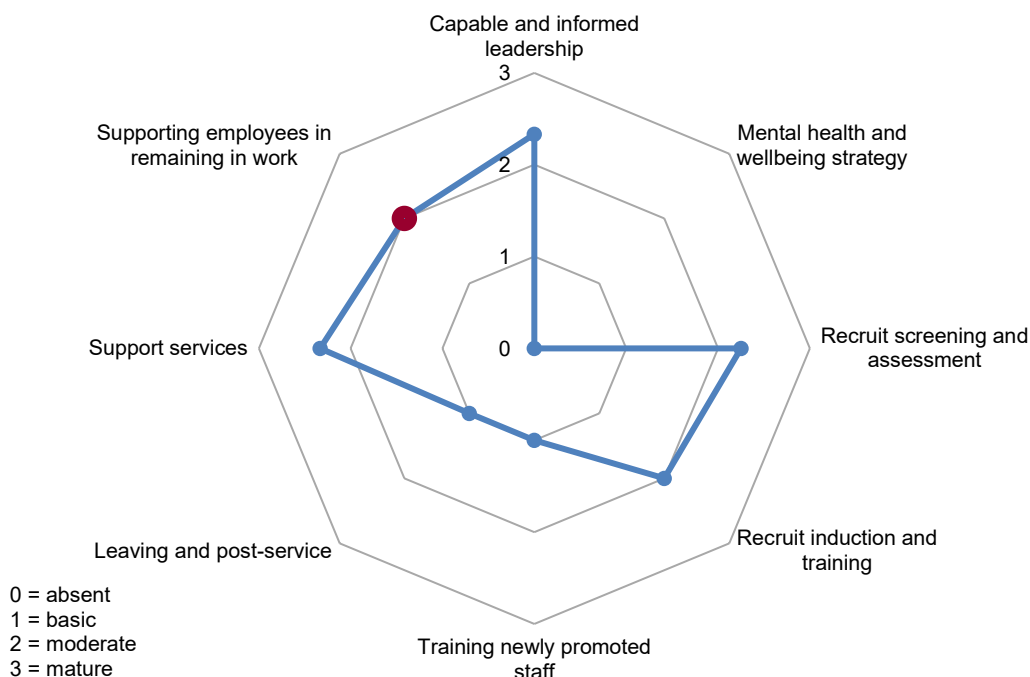 Capable and informed
leadership
3
Supporting employees in
remaining in work
Mental health and
wellbeing strategy
2
1
Support services
0
Recruit screening and
assessment
Leaving and post-service
Recruit induction and
training
0 = absent
1 = basic
2 = moderate
3 = mature
Training newly promoted
staff